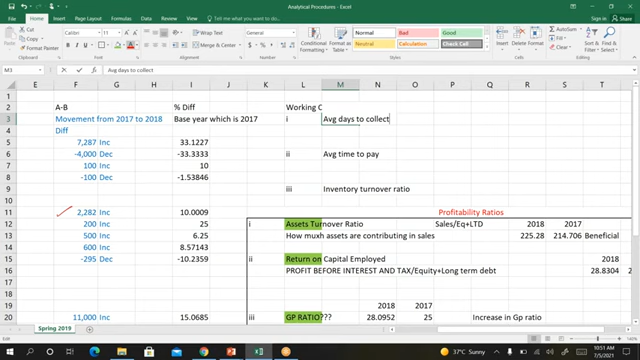 Analytical Procedures - Excel
File Home Insert Page Layout Formulas Data Review View Tell me what you want to do... Sign in Share
Cut Copy Format Painter Clipboard
Calibri 11 Font
Wrap Text Merge & Center Alignment
General Number
Conditional Formatting Format as Table
Normal Bad Good Neutral Calculation Check Cell Styles
Insert Delete Format Cells
AutoSum Fill Clear Sort & Filter Find & Select Editing
M3 Avg days to collect
E F G H I J K L M N O P Q R S T
1
2 A-B % Diff Working C
3 Movement from 2017 to 2018 Base year which is 2017 i Avg days to collect
4 Diff
5 7,287 Inc 33.1227
6 -4,000 Dec -33.3333 ii Avg time to pay
7 100 Inc 10
8 -100 Dec -1.53846
9 iii Inventory turnover ratio
10
11 2,282 Inc 10.0009 Profitability Ratios
12 200 Inc 25 i Assets Turnover Ratio Sales/Eq+LTD 2018 2017
13 500 Inc 6.25 How muxh assets are contributing in sales 225.28 214.706 Beneficial
14 600 Inc 8.57143
15 -295 Dec -10.2359 ii Return on Capital Employed 2018
16 PROFIT BEFORE INTEREST AND TAX/Equity+Long term debt 28.8304
17
18
19 2018 2017
20 11,000 Inc 15.0685 iii GP RATIO??? 28.0952 25 Increase in Gp ratio
Spring 2019
37°C Sunny 10:51 AM
7/5/2021